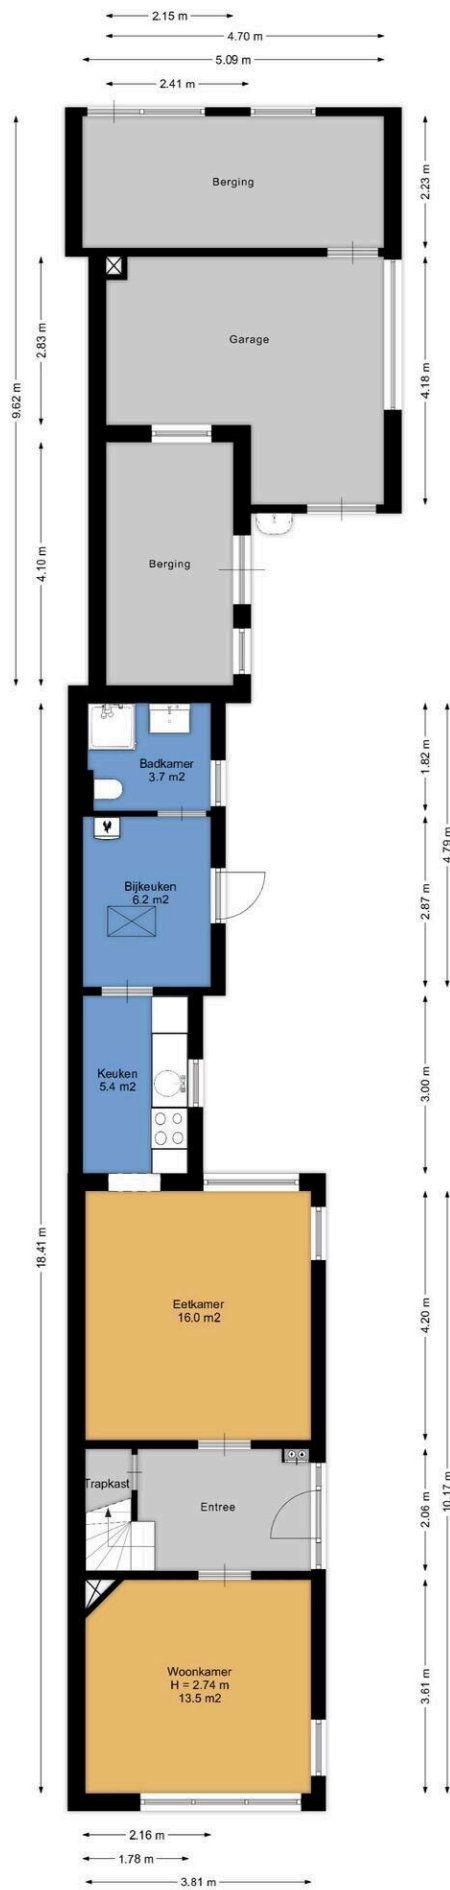 2.15 m
4.70 m
5.09 m
2.41 m
Berging
2.23 m
Garage
2.83 m
9.62 m
4.18 m
Berging
4.10 m
Badkamer
3.7 m2
1.82 m
4.79 m
Bijkeuken
6.2 m2
2.87 m
Keuken
5.4 m2
3.00 m
18.41 m
Eetkamer
16.0 m2
4.20 m
Trapkast
Entree
2.06 m
10.17 m
Woonkamer
H = 2.74 m
13.5 m2
3.61 m
2.16 m
1.78 m
3.81 m